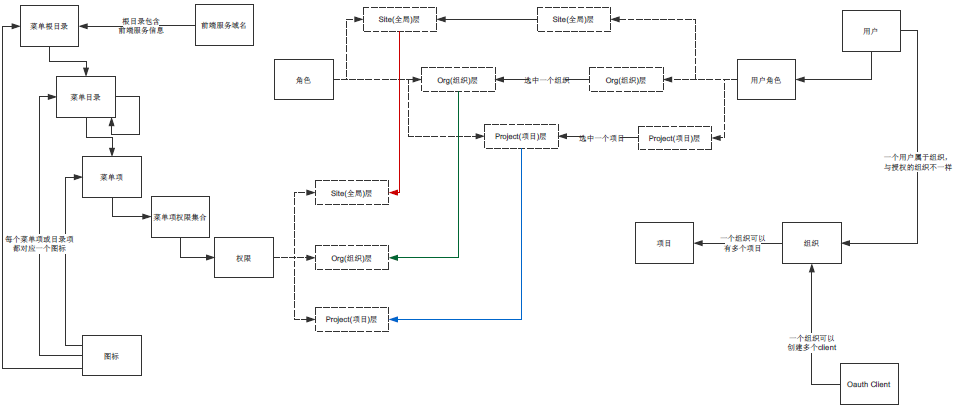 菜单根目录
根目录包含
前端服务信息
前端服务域名
Site(全局)层
Site(全局)层
用户
角色
Org(组织)层
选中一个组织
Org(组织)层
用户角色
菜单目录
Project(项目)层
选中一个项目
Project(项目)层
一个用户属于组织，
与授权的组织不一样
菜单项
Site(全局)层
菜单项权限集合
每个菜单项或目录项
都对应一个图标
权限
Org(组织)层
项目
一个组织可以
有多个项目
组织
Project(项目)层
图标
一个组织可以
创建多个client
Oauth Client